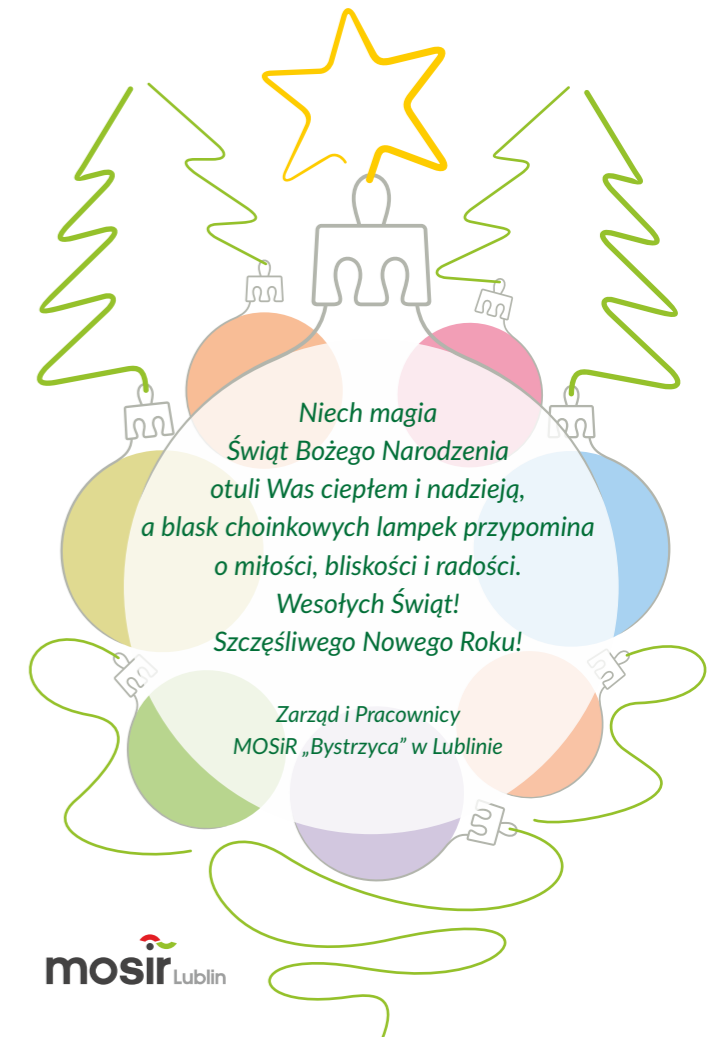 Niech magia
Świąt Bożego Narodzenia
otuli Was ciepłem i nadzieją,
a blask choinkowych lampek przypomina
o miłości, bliskości i radości.
Wesołych Świąt!
Szczęśliwego Nowego Roku!
Zarząd i Pracownicy
MOSiR „Bystrzyca” w Lublinie
mosir Lublin